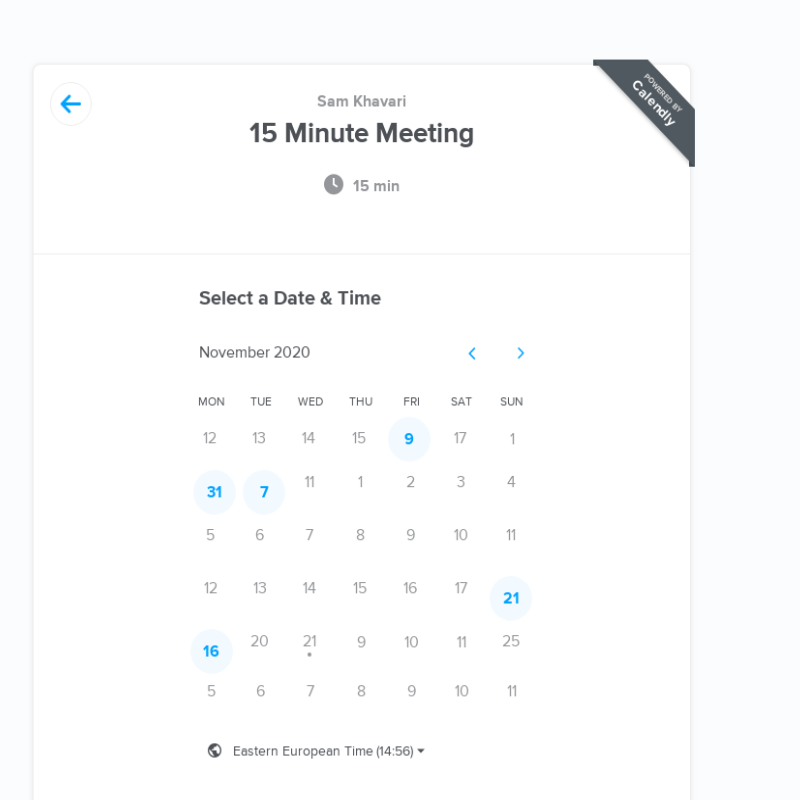 POWERED BY
Calendly
Sam Khavari
15 Minute Meeting
15 min
Select a Date & Time
November 2020
MON TUE WED THU FRI SAT SUN
12 13 14 15 9 17 1
31 7 11 1 2 3 4
5 6 7 8 9 10 11
12 13 14 15 16 17 21
16 20 21 9 10 11 25
5 6 7 8 9 10 11
Eastern European Time (14:56)